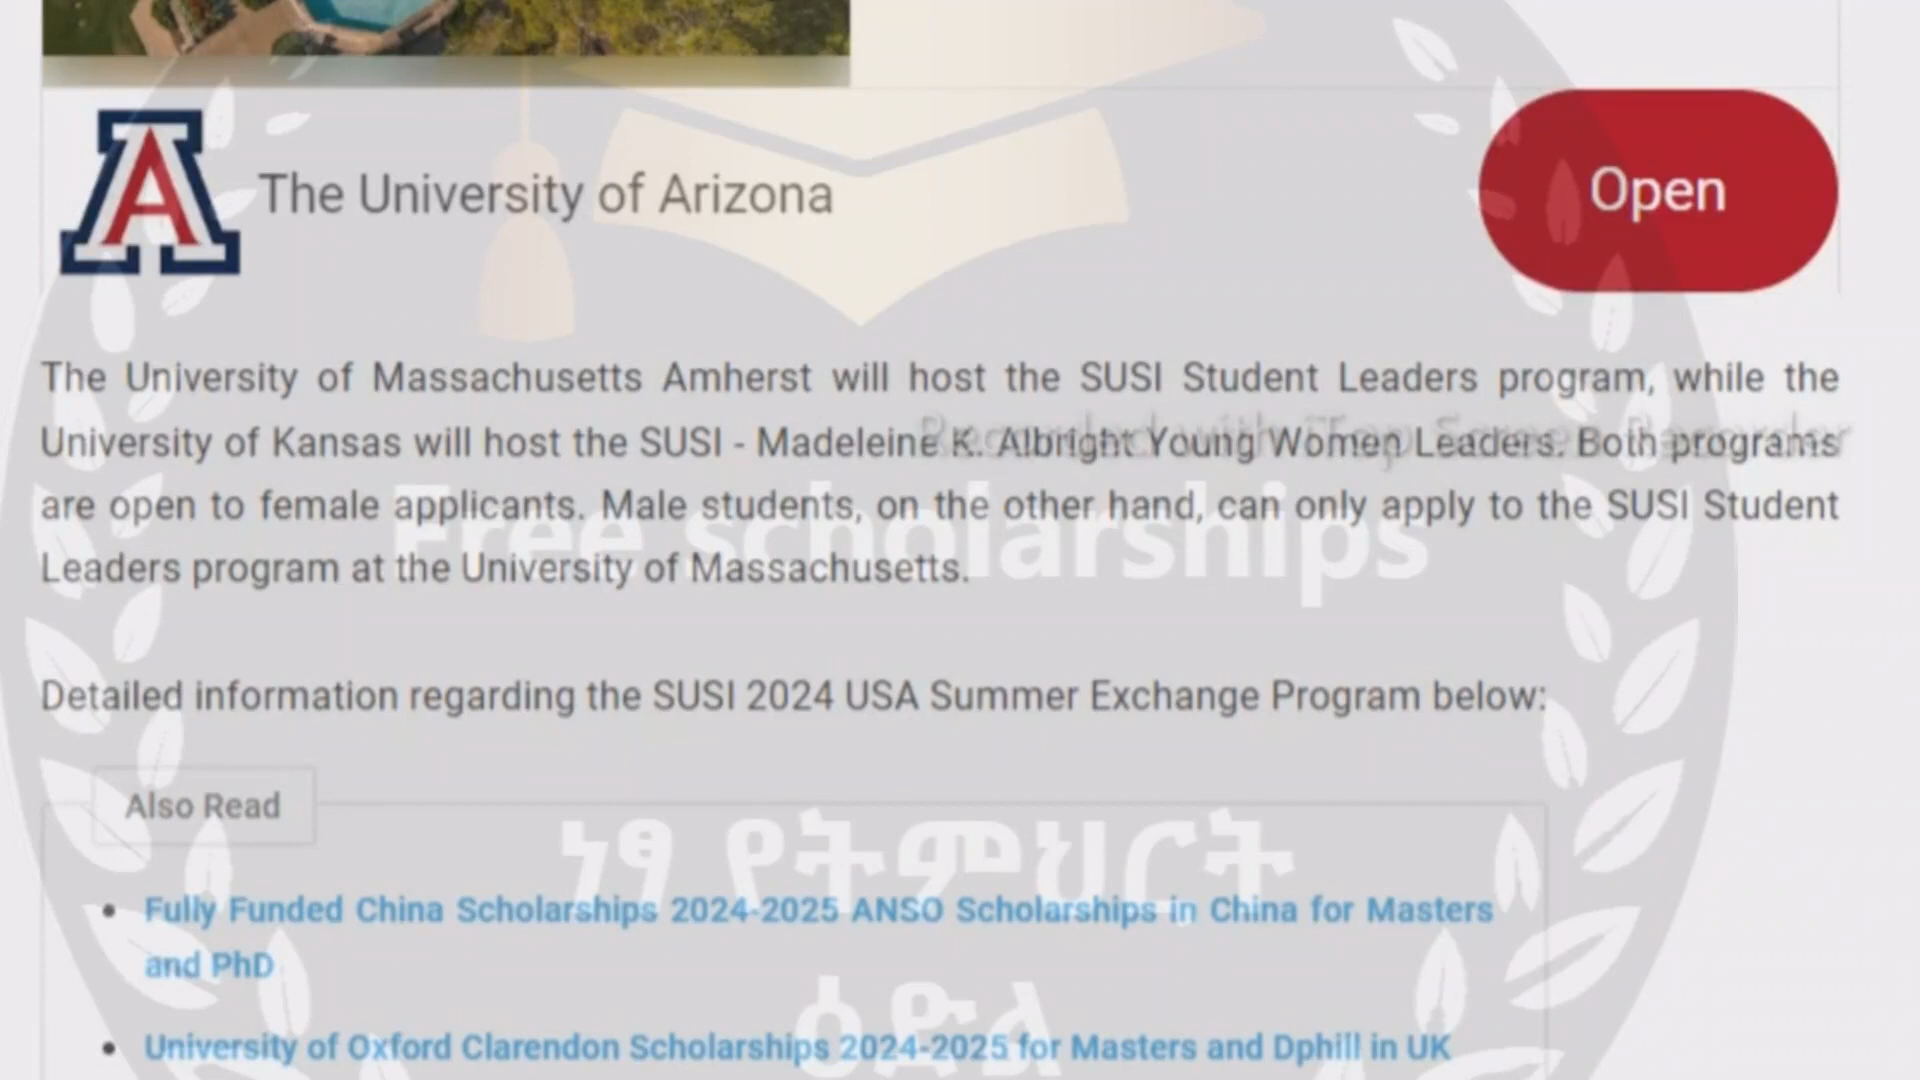 A The University of Arizona
Open
The University of Massachusetts Amherst will host the SUSI Student Leaders program, while the
Recorded with iTop Screen Recorder
University of Kansas will host the SUSI - Madeleine K. Albright Young Women Leaders. Both programs
are open to female applicants. Male students, on the other hand, can only apply to the SUSI Student
Free scholarships
Leaders program at the University of Massachusetts.
Detailed information regarding the SUSI 2024 USA Summer Exchange Program below:
Also Read
ነፃ የትምህርት
Fully Funded China Scholarships 2024-2025 ANSO Scholarships in China for Masters
and PhD
ዕድል
University of Oxford Clarendon Scholarships 2024-2025 for Masters and Dphill in UK